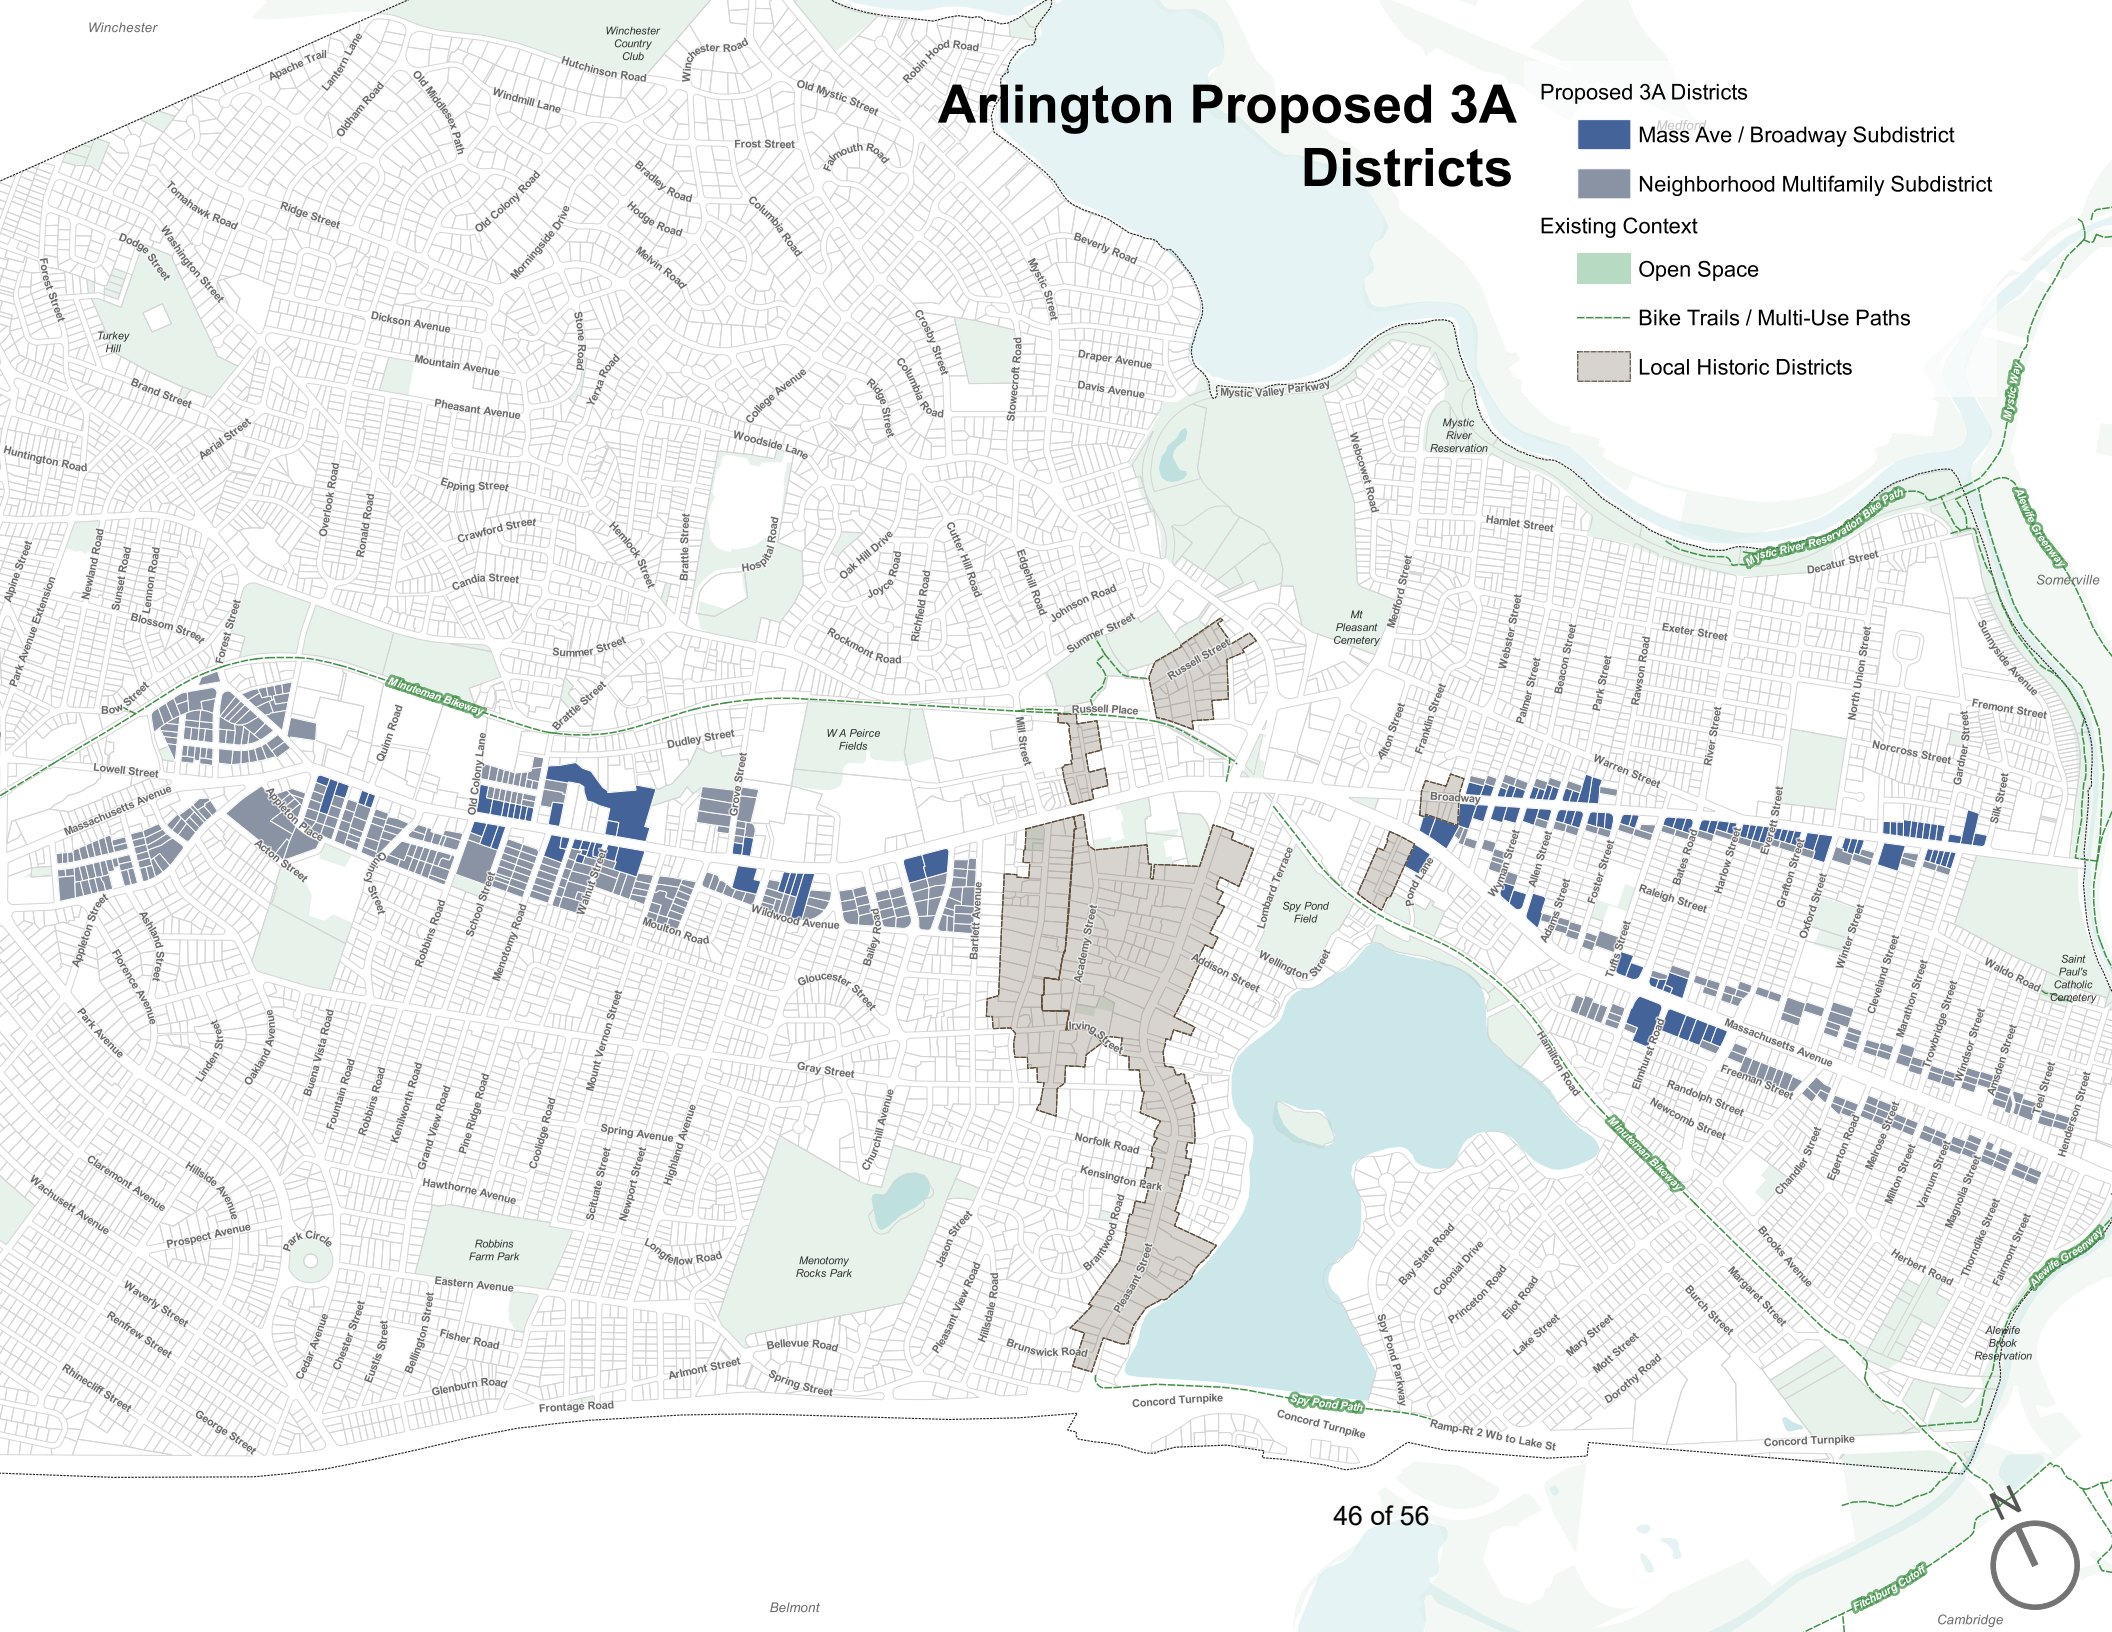 Winchester
Winchester
Country
Club
Arlington Proposed 3A
Districts
Proposed 3A Districts
Medford
Mass Ave / Broadway Subdistrict
Neighborhood Multifamily Subdistrict
Existing Context
Open Space
Bike Trails / Multi-Use Paths
Local Historic Districts
Apache Trail
Lantern Lane
Oldham Road
Old Middlesex Path
Windmill Lane
Hutchinson Road
Winchester Road
Old Mystic Street
Robin Hood Road
Frost Street
Falmouth Road
Bradley Road
Hodge Road
Melvin Road
Columbia Road
Old Colony Road
Morningside Drive
Tomahawk Road
Ridge Street
Dodge Street
Washington Street
Forest Street
Turkey
Hill
Brand Street
Dickson Avenue
Mountain Avenue
Pheasant Avenue
Stone Road
Yerxa Road
College Avenue
Woodside Lane
Ridge Street
Columbia Road
Crosby Street
Stowecroft Road
Mystic Street
Beverly Road
Draper Avenue
Davis Avenue
Mystic Valley Parkway
Mystic
River
Reservation
Webcowet Road
Mystic Way
Alewife Greenway
Mystic River Reservation Bike Path
Somerville
Huntington Road
Aerial Street
Overlook Road
Ronald Road
Epping Street
Crawford Street
Candia Street
Hemlock Street
Brattle Street
Hospital Road
Oak Hill Drive
Joyce Road
Richfield Road
Cutter Hill Road
Edgehill Road
Johnson Road
Summer Street
Rockmont Road
Hamlet Street
Decatur Street
Medford Street
Mt
Pleasant
Cemetery
Webster Street
Palmer Street
Beacon Street
Park Street
Rawson Road
Exeter Street
River Street
North Union Street
Sunnyside Avenue
Fremont Street
Norcross Street
Gardner Street
Silk Street
Alpine Street
Park Avenue Extension
Newland Road
Sunset Road
Lennon Road
Blossom Street
Forest Street
Bow Street
Minuteman Bikeway
Summer Street
Brattle Street
Dudley Street
W A Peirce
Fields
Mill Street
Russell Place
Russell Street
Alton Street
Franklin Street
Warren Street
Broadway
Lowell Street
Massachusetts Avenue
Quinn Road
Old Colony Lane
Grove Street
Appleton Place
Acton Street
Quincy Street
Appleton Street
Ashland Street
Florence Avenue
Park Avenue
Linden Street
Oakland Avenue
Robbins Road
School Street
Menotomy Road
Walnut Street
Moulton Road
Wildwood Avenue
Bailey Road
Bartlett Avenue
Gloucester Street
Academy Street
Irving Street
Addison Street
Lombard Terrace
Spy Pond
Field
Wellington Street
Pond Lane
Wyman Street
Allen Street
Adams Street
Foster Street
Tufts Street
Raleigh Street
Bates Road
Harlow Street
Everett Street
Grafton Street
Oxford Street
Winter Street
Cleveland Street
Marathon Street
Trowbridge Street
Windsor Street
Amsden Street
Teel Street
Henderson Street
Waldo Road
Saint
Paul's
Catholic
Cemetery
Massachusetts Avenue
Hamilton Road
Elmhurst Road
Freeman Street
Randolph Street
Newcomb Street
Chandler Street
Egerton Road
Melrose Street
Milton Street
Varnum Street
Magnolia Street
Thorndike Street
Fairmont Street
Herbert Road
Brooks Avenue
Margaret Street
Burch Street
Minuteman Bikeway
Alewife Greenway
Alewife
Brook
Reservation
Buena Vista Road
Fountain Road
Robbins Road
Kenilworth Road
Grand View Road
Pine Ridge Road
Coolidge Road
Mount Vernon Street
Spring Avenue
Scituate Street
Newport Street
Highland Avenue
Gray Street
Churchill Avenue
Norfolk Road
Kensington Park
Brantwood Road
Pleasant Street
Claremont Avenue
Wachusett Avenue
Hillside Avenue
Prospect Avenue
Park Circle
Hawthorne Avenue
Robbins
Farm Park
Eastern Avenue
Longfellow Road
Menotomy
Rocks Park
Jason Street
Pleasant View Road
Hillsdale Road
Brunswick Road
Bellevue Road
Arlmont Street
Spring Street
Waverly Street
Renfrew Street
Rhinecliff Street
George Street
Cedar Avenue
Chester Street
Eustis Street
Bellington Street
Fisher Road
Glenburn Road
Frontage Road
Bay State Road
Colonial Drive
Princeton Road
Eliot Road
Lake Street
Mary Street
Mott Street
Dorothy Road
Spy Pond Parkway
Spy Pond Path
Concord Turnpike
Concord Turnpike
Ramp-Rt 2 Wb to Lake St
Concord Turnpike
46 of 56
Belmont
Fitchburg Cutoff
Cambridge
N